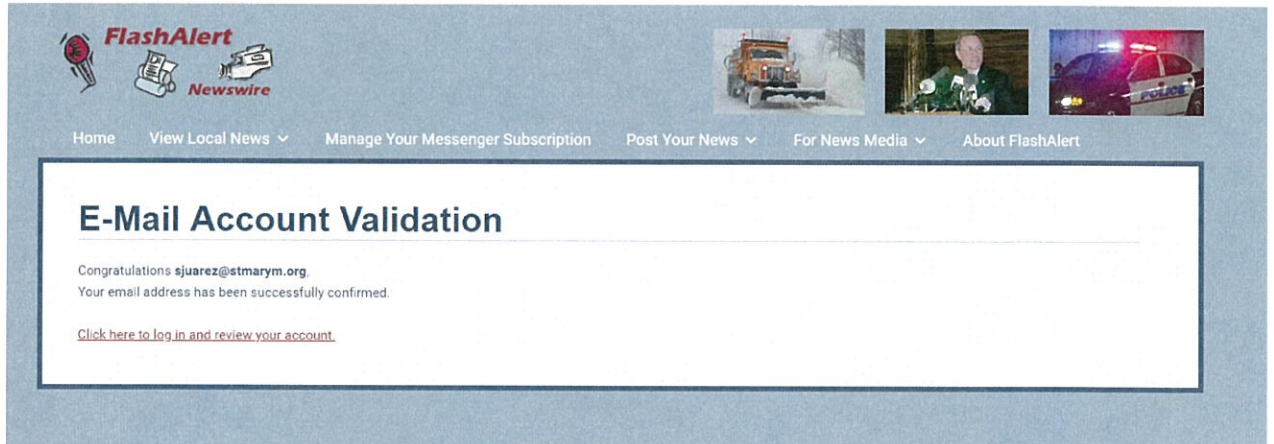 FlashAlert
Newswire
Home View Local News Manage Your Messenger Subscription Post Your News For News Media About FlashAlert
POLICE
E-Mail Account Validation
Congratulations sjuarez@stmarym.org,
Your email address has been successfully confirmed.
Click here to log in and review your account.